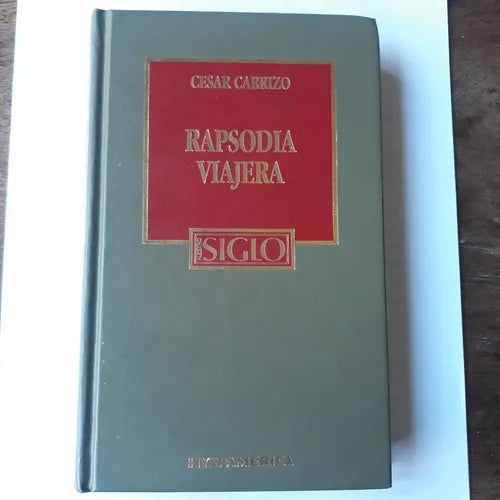 CESAR CARRIZO
RAPSODIA
VIAJERA
SIGLO
HYSPAMERICA